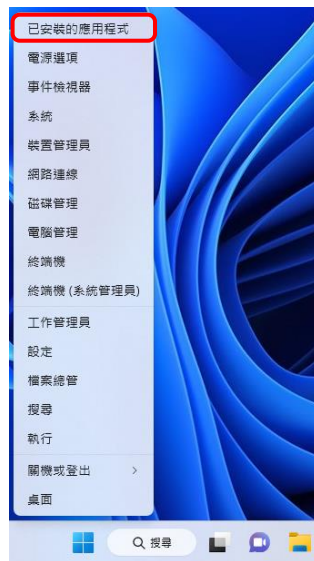 已安裝的應用程式
電源選項
事件檢視器
系統
裝置管理員
網路連線
磁碟管理
電腦管理
終端機
終端機 (系統管理員)
工作管理員
設定
檔案總管
搜尋
執行
關機或登出
桌面
搜尋